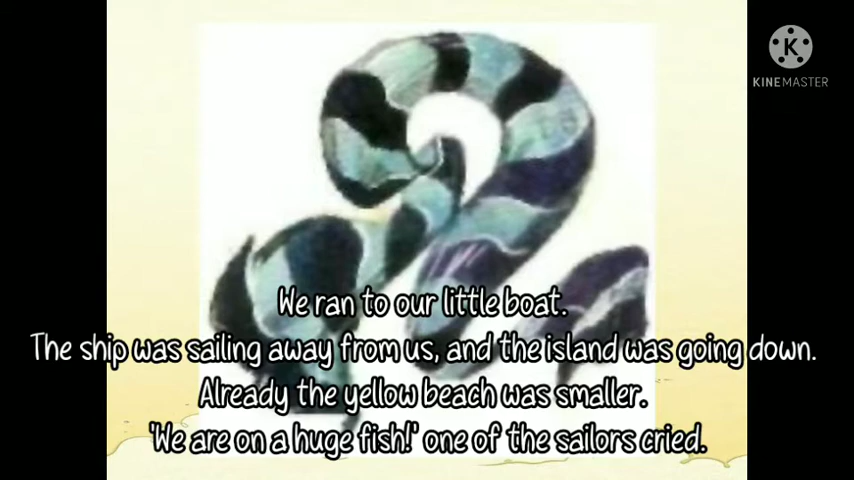 KINEMASTER
We ran to our little boat.
The ship was sailing away from us, and the island was going down.
Already the yellow beach was smaller.
'We are on a huge fish!' one of the sailors cried.